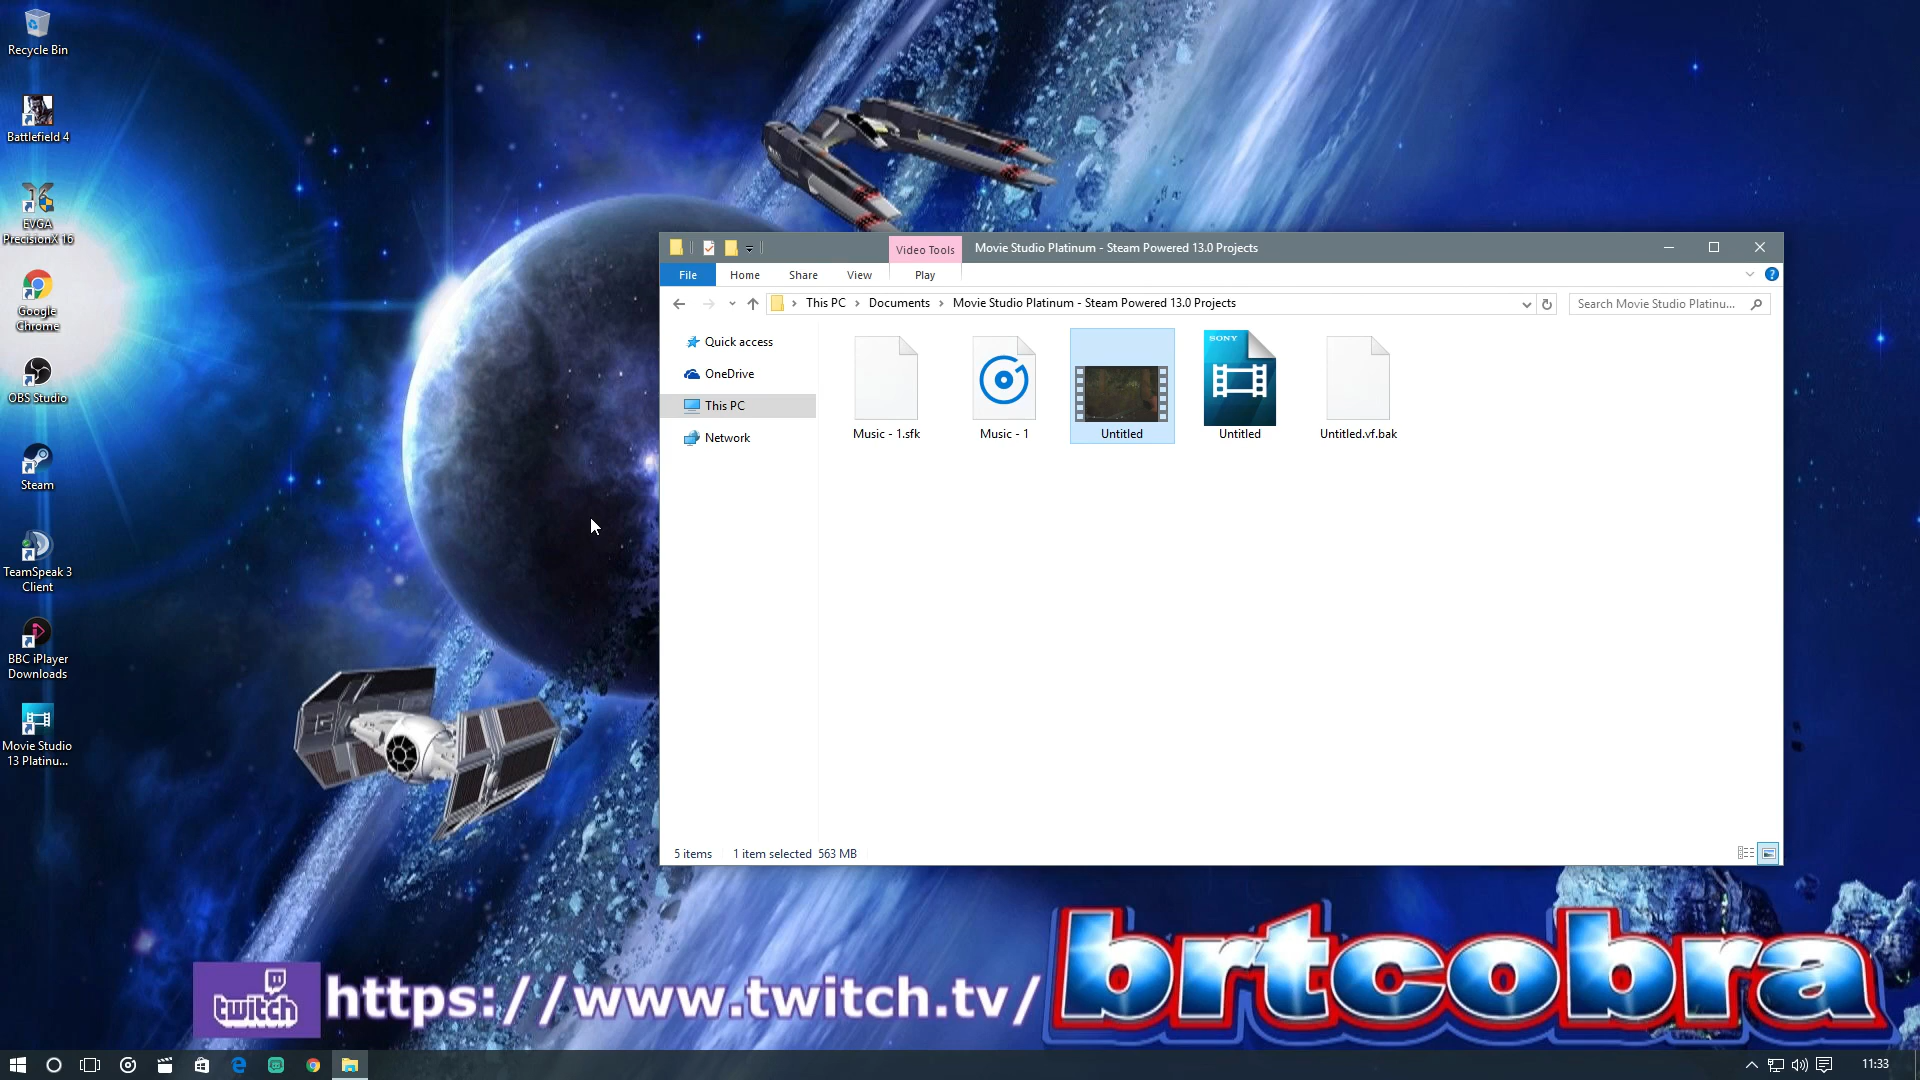 Recycle Bin
Battlefield 4
EVGA
PrecisionX 16
Google
Chrome
OBS Studio
Steam
TeamSpeak 3
Client
BBC iPlayer
Downloads
Movie Studio
13 Platinu...
Video Tools
Movie Studio Platinum - Steam Powered 13.0 Projects
File
Home
Share
View
Play
This PC
Documents
Movie Studio Platinum - Steam Powered 13.0 Projects
Search Movie Studio Platinu...
Quick access
OneDrive
This PC
Network
SONY
Music - 1.sfk
Music - 1
Untitled
Untitled
Untitled.vf.bak
5 items
1 item selected 563 MB
twitch
https://www.twitch.tv/
brtcobra
11:33